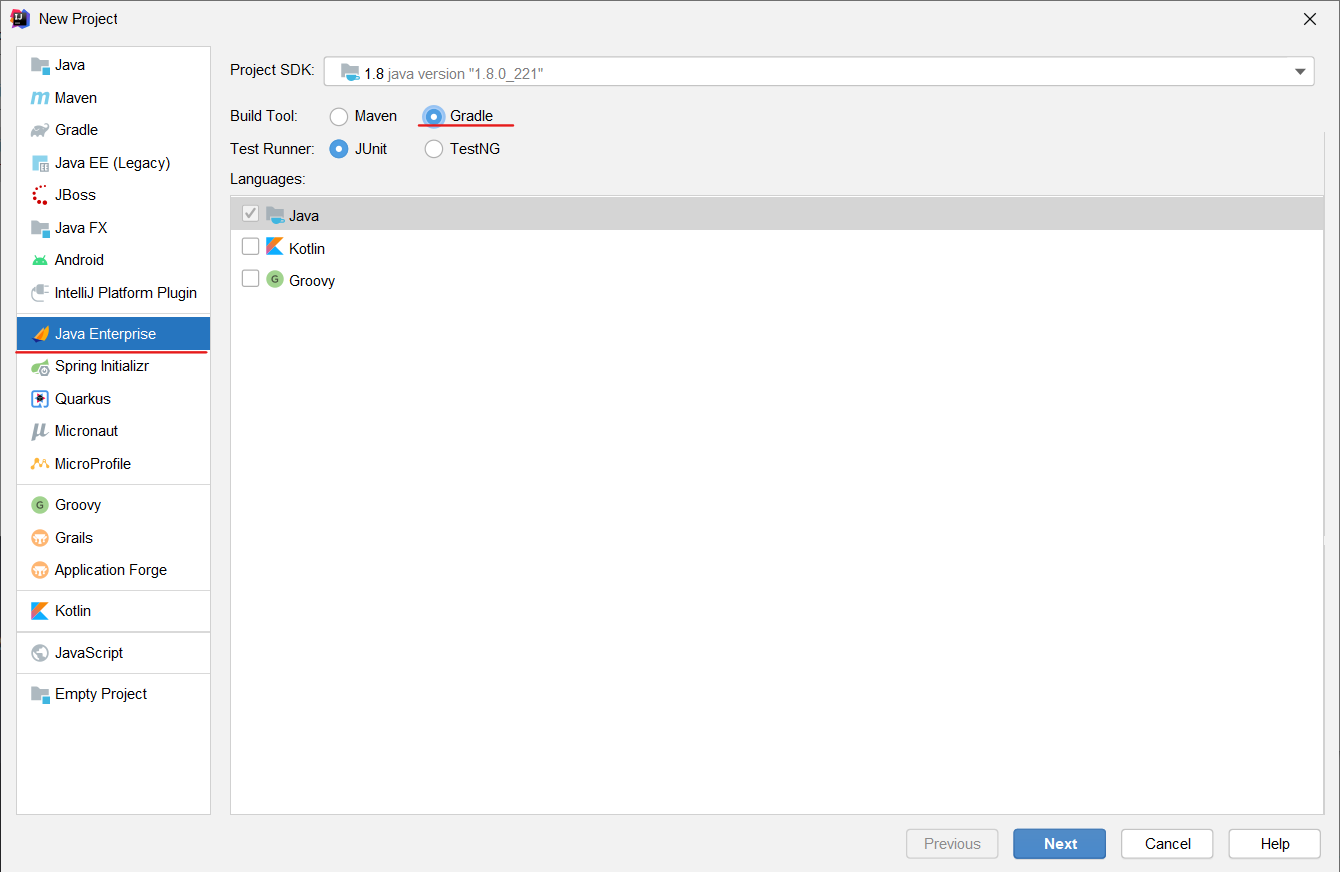 New Project
Java
Maven
Gradle
Java EE (Legacy)
JBoss
Java FX
Android
IntelliJ Platform Plugin
Java Enterprise
Spring Initializr
Quarkus
Micronaut
MicroProfile
Groovy
Grails
Application Forge
Kotlin
JavaScript
Empty Project
Project SDK: 1.8 java version "1.8.0_221"
Build Tool: Maven Gradle
Test Runner: JUnit TestNG
Languages:
Java
Kotlin
Groovy
Previous Next Cancel Help